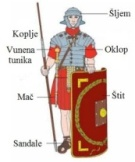 Šljem
Koplje
Vunena
tunika
Oklop
Mač
Štit
Sandale